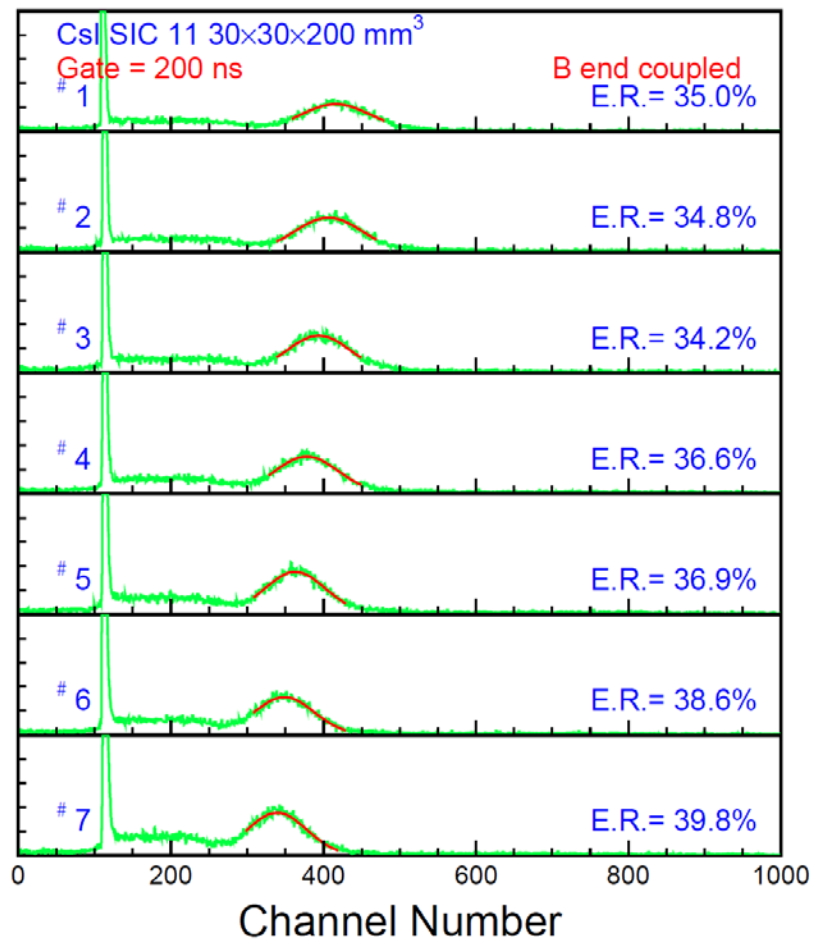 CsI SIC 11 30×30×200 mm³
Gate = 200 ns B end coupled
# 1 E.R.= 35.0%
# 2 E.R.= 34.8%
# 3 E.R.= 34.2%
# 4 E.R.= 36.6%
# 5 E.R.= 36.9%
# 6 E.R.= 38.6%
# 7 E.R.= 39.8%
0 200 400 600 800 1000
Channel Number